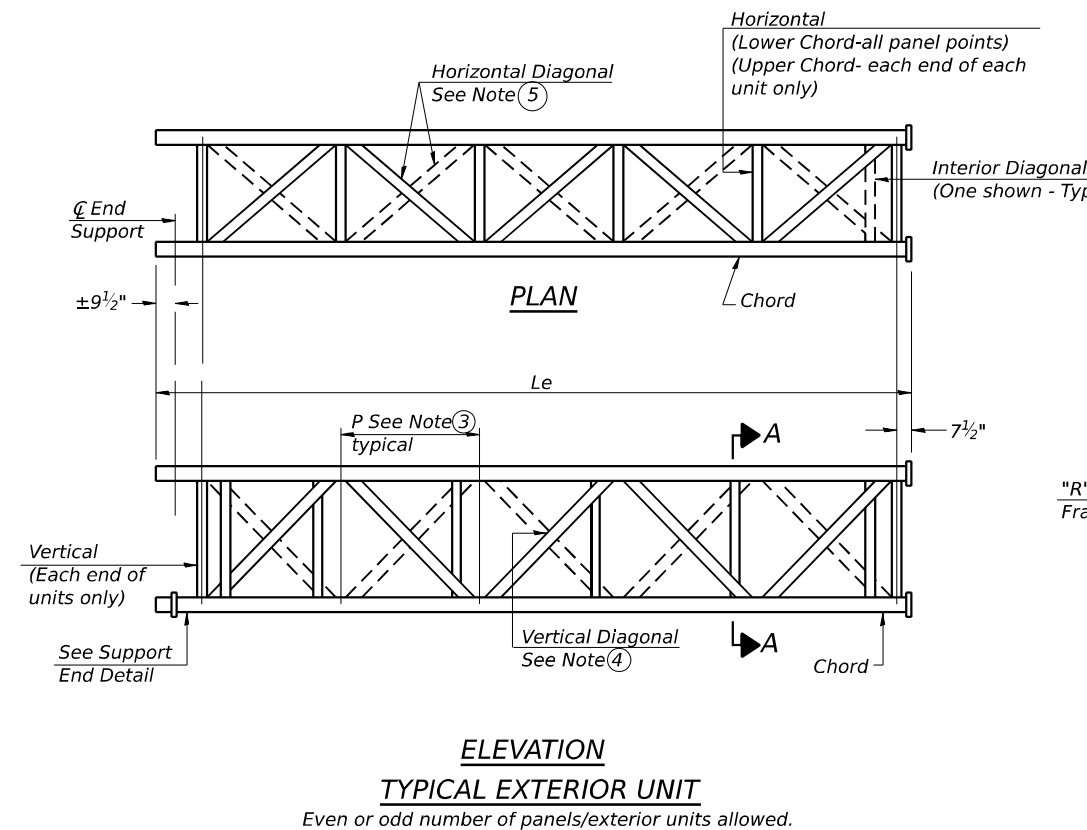 Horizontal
(Lower Chord-all panel points)
(Upper Chord- each end of each
unit only)
Horizontal Diagonal
See Note 5
Interior Diagonal
(One shown - Typ
℄ End
Support
±9½"
PLAN
Chord
Le
P See Note 3
typical
A
7½"
"R"
Fra
Vertical
(Each end of
units only)
Vertical Diagonal
See Note 4
A
See Support
End Detail
Chord
ELEVATION
TYPICAL EXTERIOR UNIT
Even or odd number of panels/exterior units allowed.